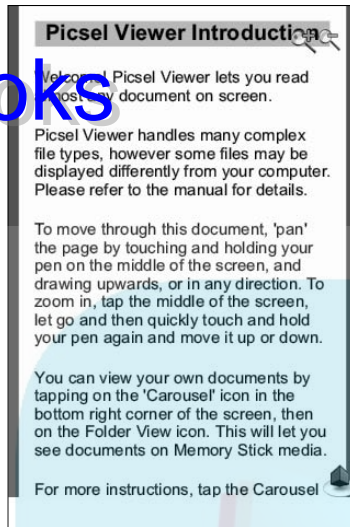 Picsel Viewer Introduction
oks
Welcome! Picsel Viewer lets you read
almost any document on screen.
Picsel Viewer handles many complex
file types, however some files may be
displayed differently from your computer.
Please refer to the manual for details.
To move through this document, 'pan'
the page by touching and holding your
pen on the middle of the screen, and
drawing upwards, or in any direction. To
zoom in, tap the middle of the screen,
let go and then quickly touch and hold
your pen again and move it up or down.
You can view your own documents by
tapping on the 'Carousel' icon in the
bottom right corner of the screen, then
on the Folder View icon. This will let you
see documents on Memory Stick media.
For more instructions, tap the Carousel